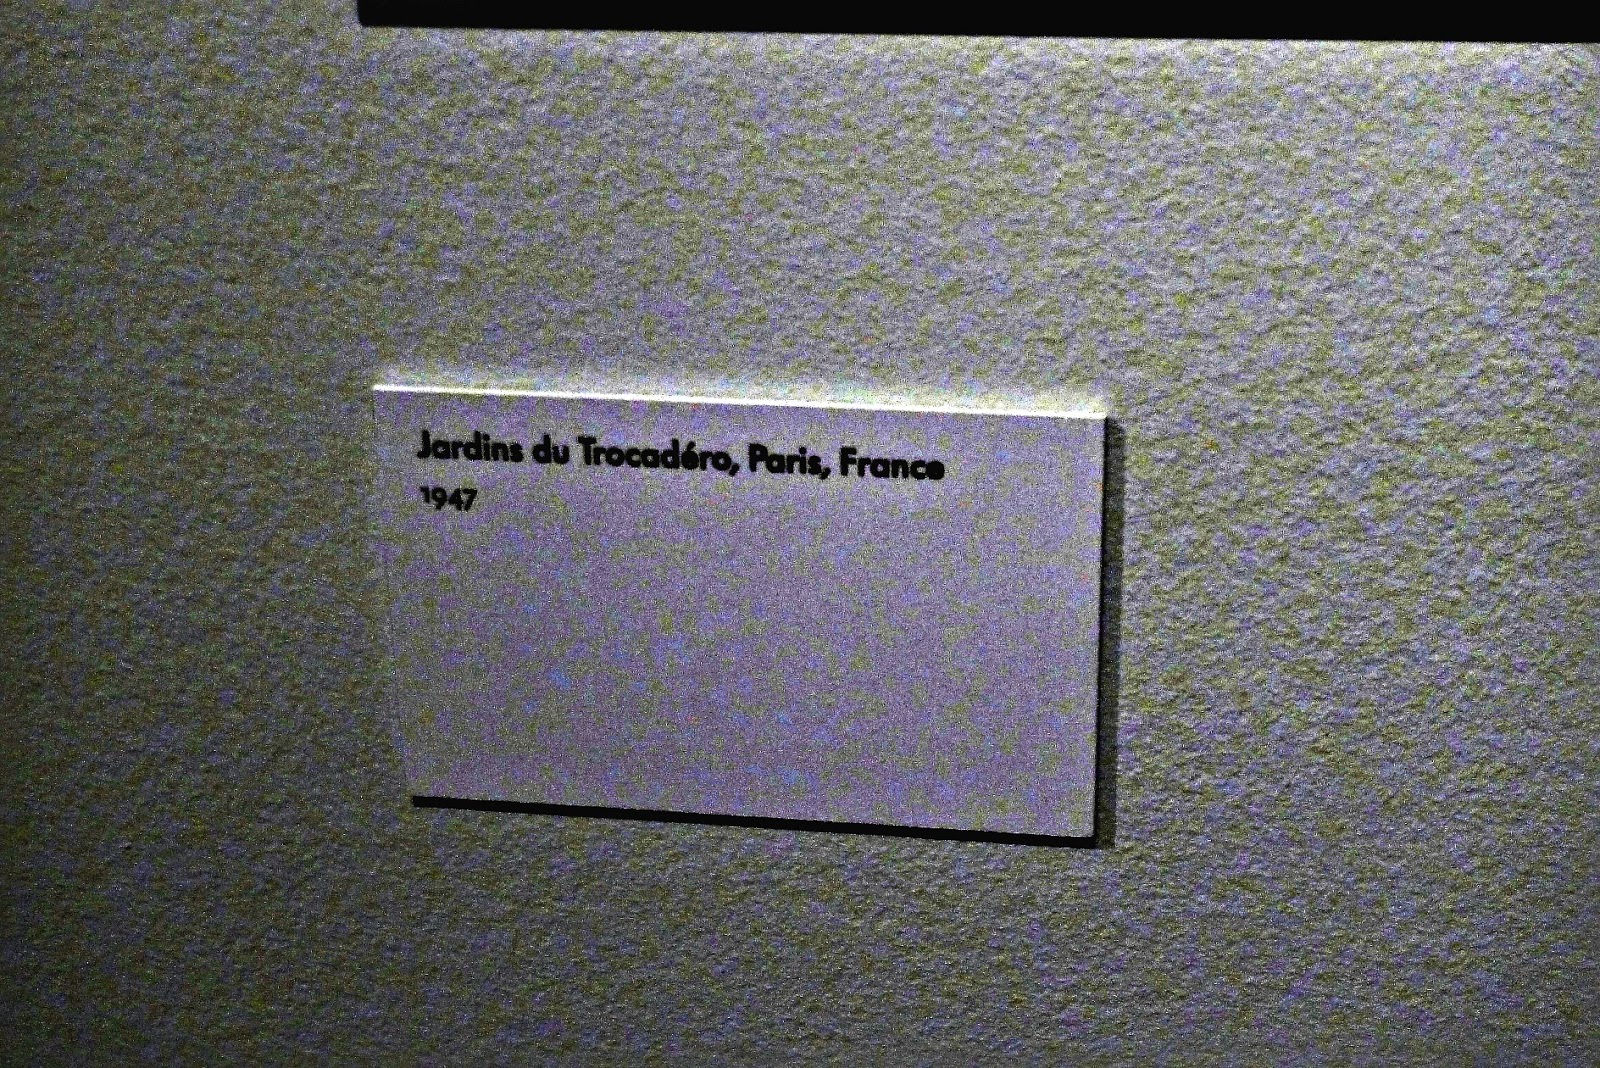 Jardins du Trocadéro, Paris, France
1947